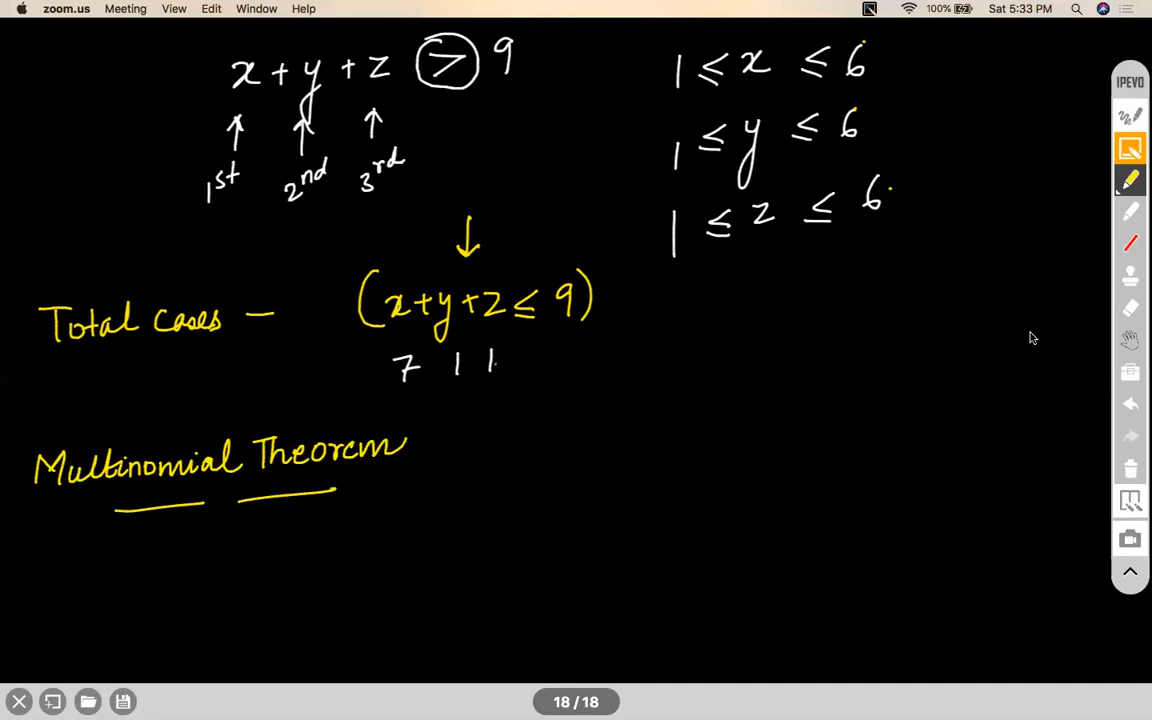 zoom.us Meeting View Edit Window Help 100% Sat 5:33 PM
x + y + z > 9
1st 2nd 3rd
1 ≤ x ≤ 6
1 ≤ y ≤ 6
1 ≤ z ≤ 6
IPEVO
Total cases — (x+y+z ≤ 9)
7 1 1
Multinomial Theorem
18 / 18